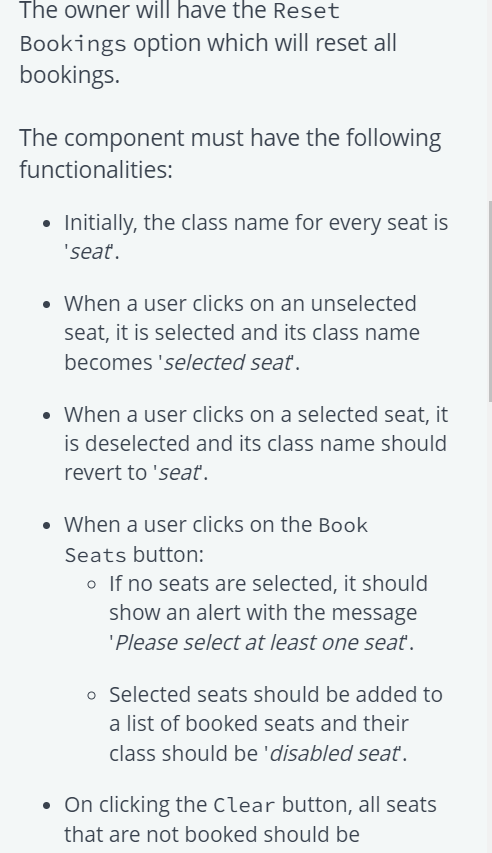 The owner will have the Reset
Bookings option which will reset all
bookings.
The component must have the following
functionalities:
• Initially, the class name for every seat is
'seat'.
• When a user clicks on an unselected
seat, it is selected and its class name
becomes 'selected seat'.
• When a user clicks on a selected seat, it
is deselected and its class name should
revert to 'seat'.
• When a user clicks on the Book
Seats button:
◦ If no seats are selected, it should
show an alert with the message
'Please select at least one seat'.
◦ Selected seats should be added to
a list of booked seats and their
class should be 'disabled seat'.
• On clicking the Clear button, all seats
that are not booked should be